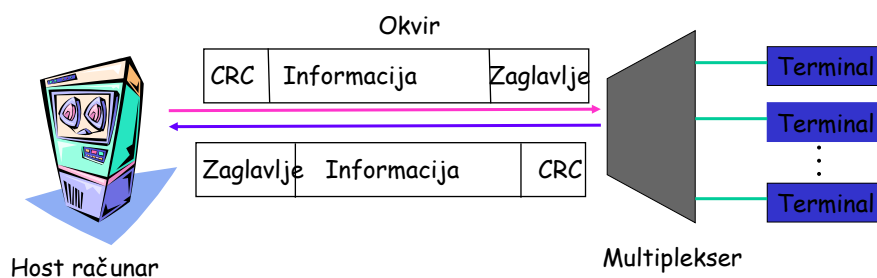 Okvir
CRC Informacija Zaglavlje
Terminal
Terminal
Zaglavlje Informacija CRC
Terminal
Multiplekser
Host računar